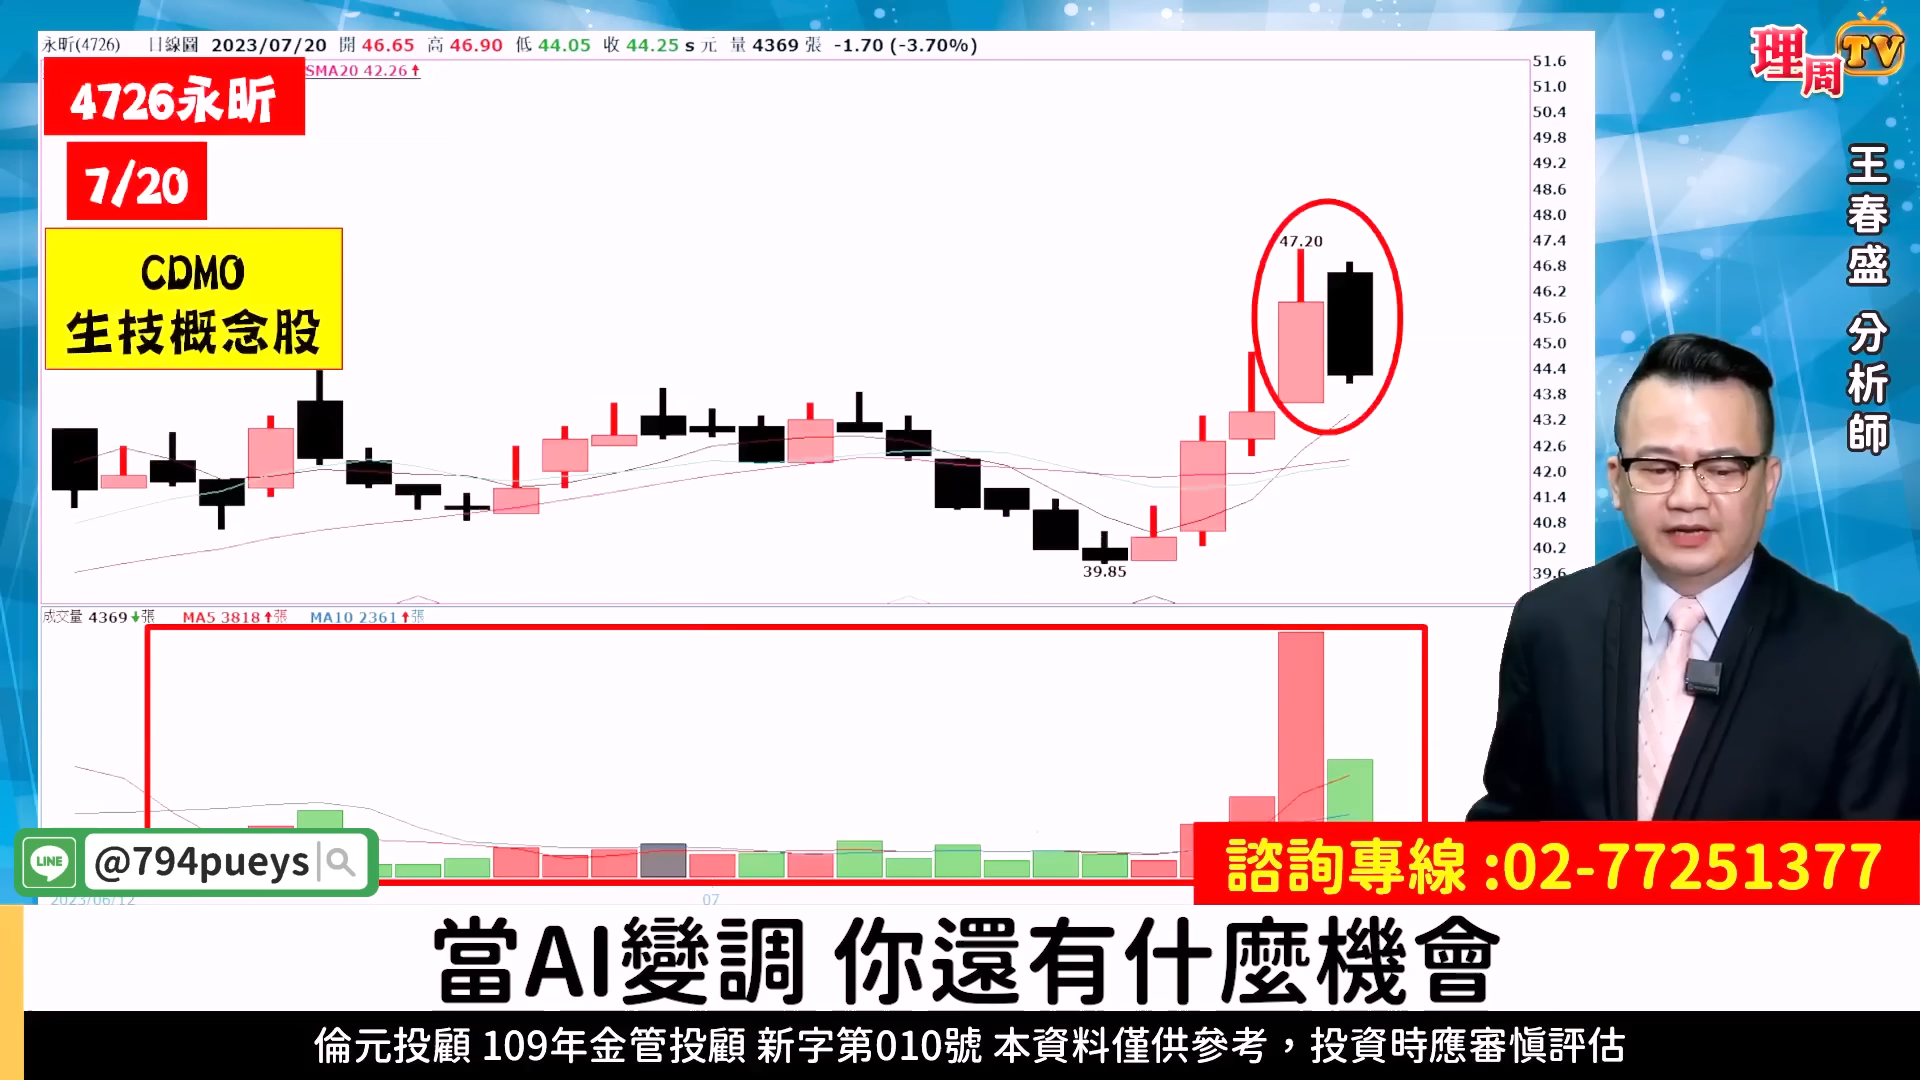 永昕(4726) 日線圖 2023/07/20 開 46.65 高 46.90 低 44.05 收 44.25 s 元 量 4369 張 -1.70 (-3.70%)
SMA20 42.26↑
4726永昕
7/20
CDMO
生技概念股
理周TV
王春盛 分析師
51.6
51.0
50.4
49.8
49.2
48.6
48.0
47.4
46.8
46.2
45.6
45.0
44.4
43.8
43.2
42.6
42.0
41.4
40.8
40.2
39.6
47.20
39.85
成交量 4369↓張 MA5 3818↑張 MA10 2361↑張
LINE @794pueys
2023/06/12
07
諮詢專線 :02-77251377
當AI變調 你還有什麼機會
倫元投顧 109年金管投顧 新字第010號 本資料僅供參考，投資時應審慎評估